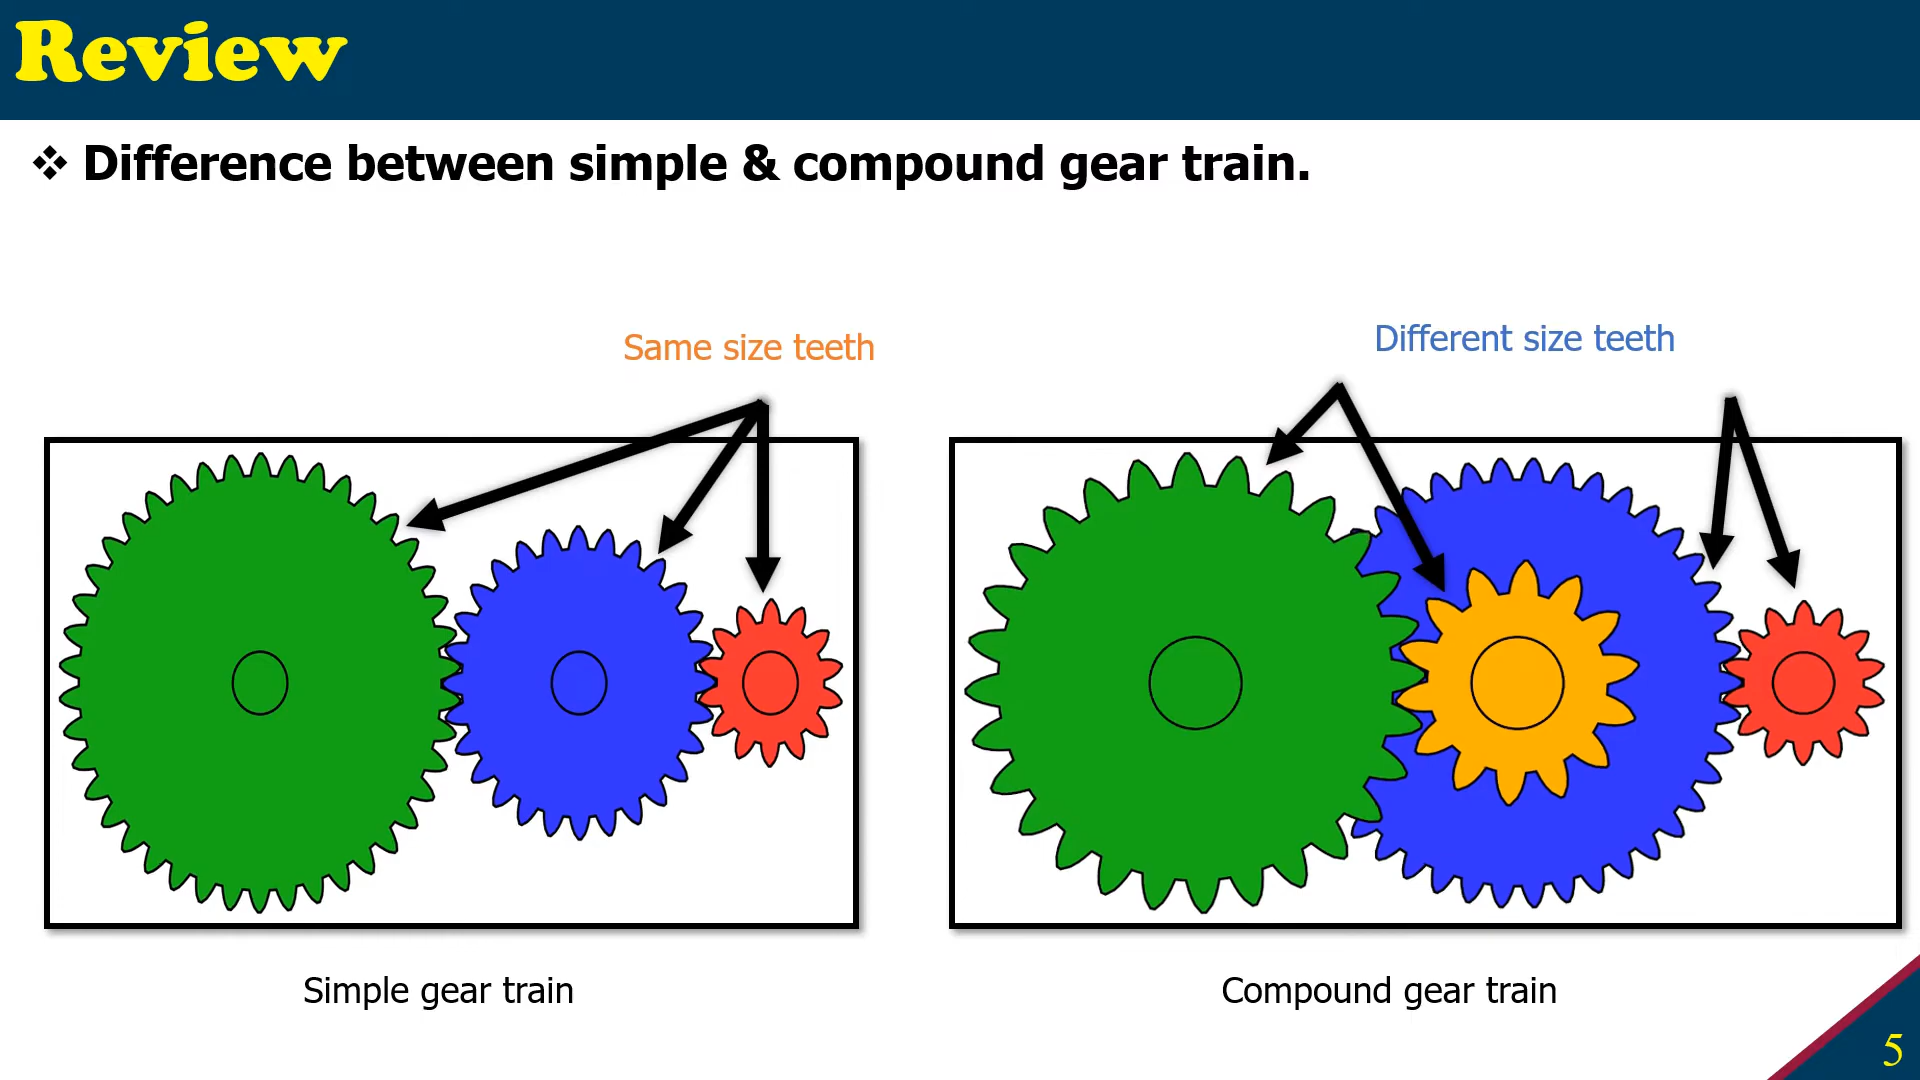 Review
❖ Difference between simple & compound gear train.
Same size teeth
Different size teeth
Simple gear train
Compound gear train
5